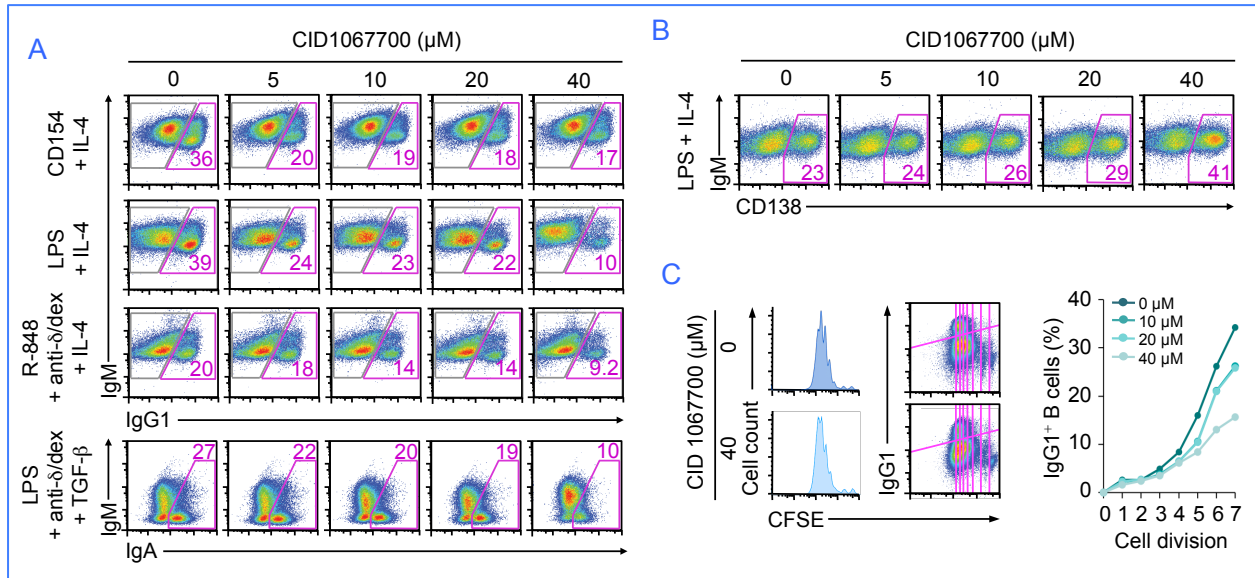 A
CID1067700 (µM)
0 5 10 20 40
CD154
+ IL-4
36 20 19 18 17
LPS
+ IL-4
39 24 23 22 10
R-848
+ anti-δ/dex
+ IL-4
20 18 14 14 9.2
IgM
IgG1
LPS
+ anti-δ/dex
+ TGF-β
27 22 20 19 10
IgM
IgA
B
CID1067700 (µM)
0 5 10 20 40
LPS + IL-4
IgM
23 24 26 29 41
CD138
C
CID 1067700 (µM)
0
40
Cell count
IgG1
CFSE
IgG1⁺ B cells (%)
40
30
20
10
0
0 µM
10 µM
20 µM
40 µM
0 1 2 3 4 5 6 7
Cell division